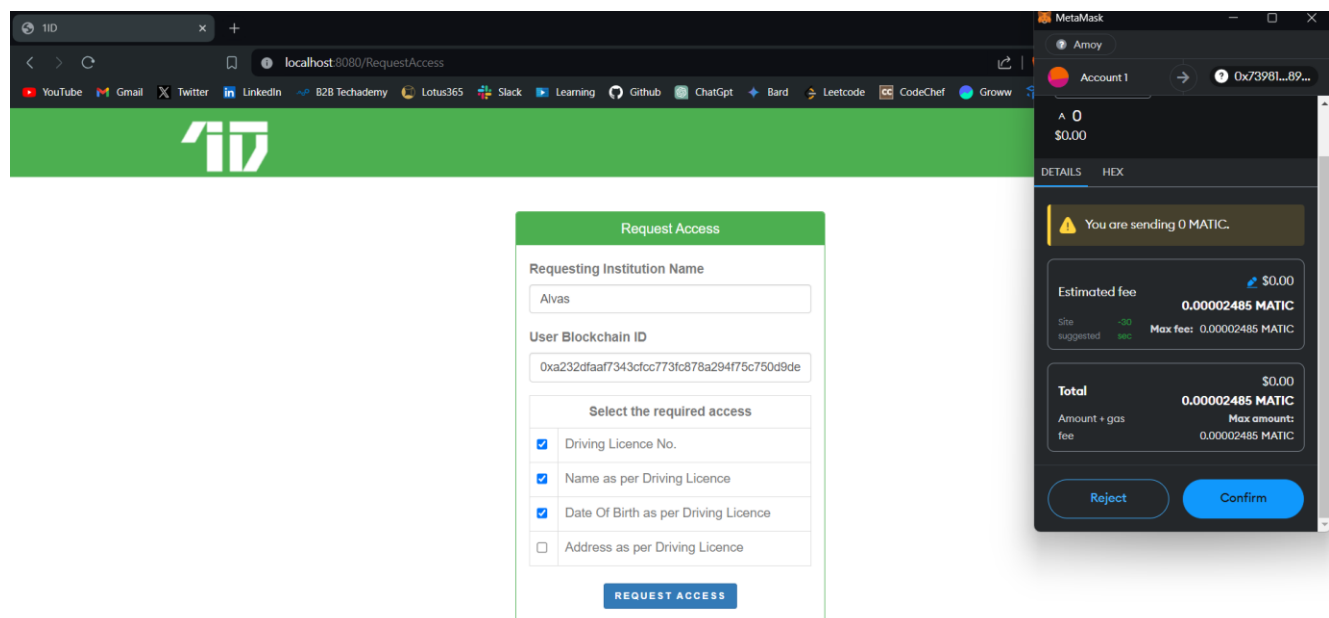 1ID
localhost:8080/RequestAccess
YouTube Gmail Twitter LinkedIn B2B Techademy Lotus365 Slack Learning Github ChatGpt Bard Leetcode CodeChef Groww
1ID
Request Access
Requesting Institution Name
Alvas
User Blockchain ID
0xa232dfaaf7343cfcc773fc878a294f75c750d9de
Select the required access
Driving Licence No.
Name as per Driving Licence
Date Of Birth as per Driving Licence
Address as per Driving Licence
REQUEST ACCESS
MetaMask
Amoy
Account 1 0x73981...89...
0
$0.00
DETAILS HEX
You are sending 0 MATIC.
$0.00
Estimated fee
0.00002485 MATIC
Site suggested ~30 sec
Max fee: 0.00002485 MATIC
$0.00
Total
0.00002485 MATIC
Amount + gas fee
Max amount:
0.00002485 MATIC
Reject Confirm